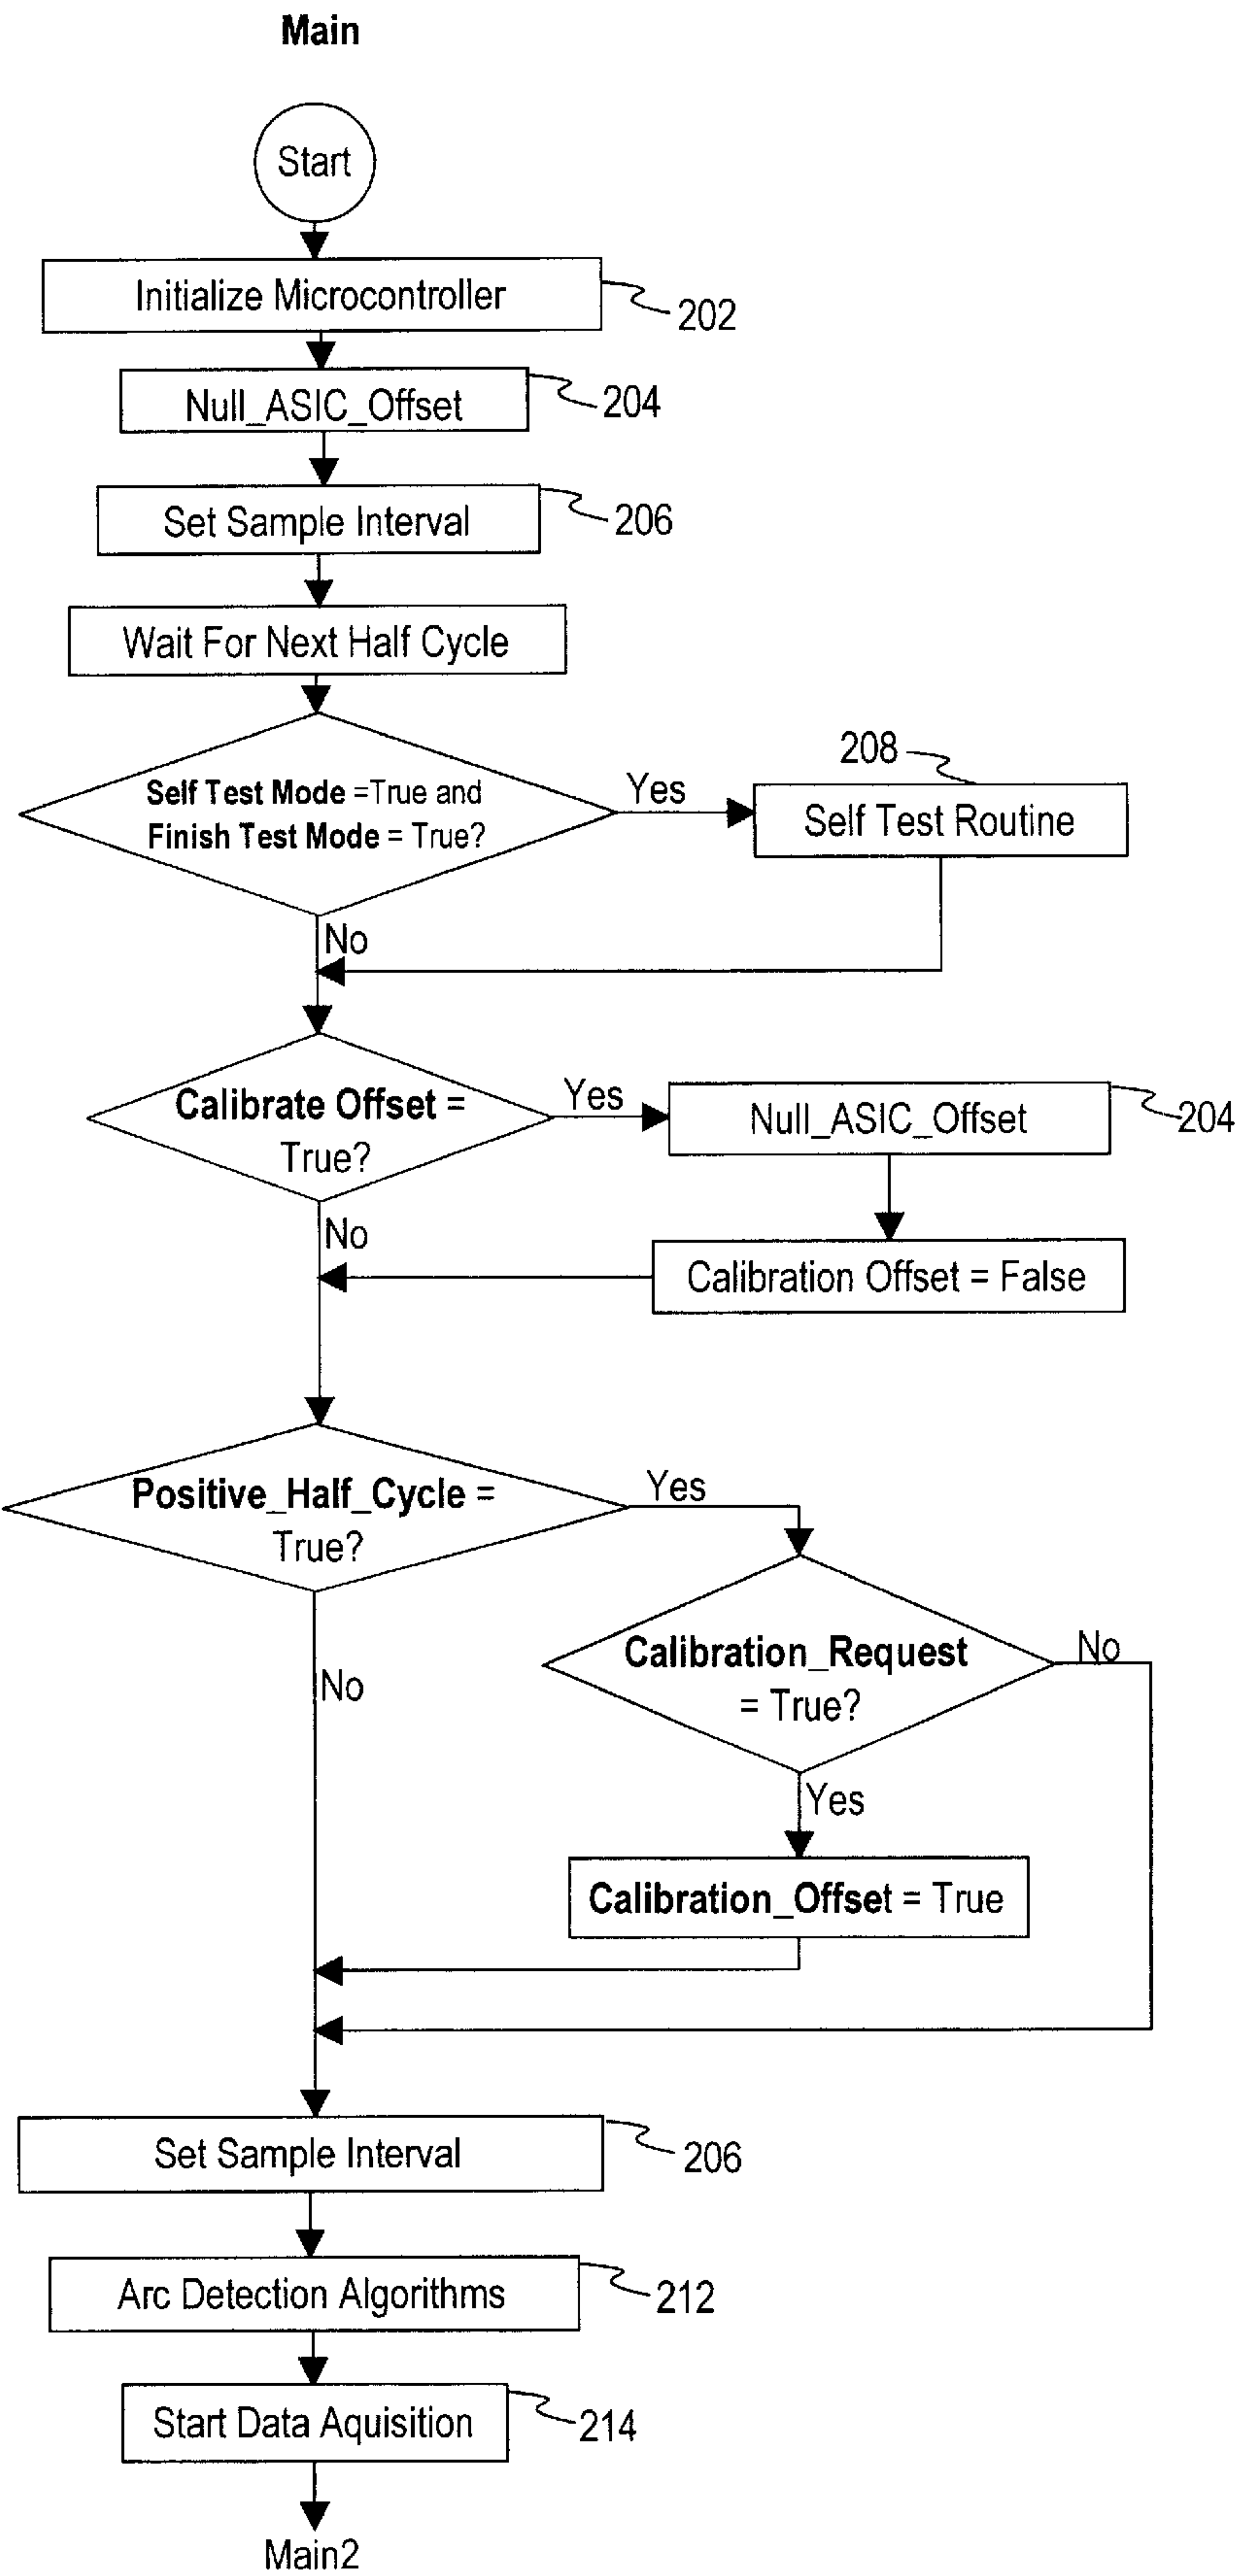 Main
Start
Initialize Microcontroller
202
Null_ASIC_Offset
204
Set Sample Interval
206
Wait For Next Half Cycle
Self Test Mode =True and
Finish Test Mode = True?
Yes
208
Self Test Routine
No
Calibrate Offset =
True?
Yes
Null_ASIC_Offset
204
No
Calibration Offset = False
Positive_Half_Cycle =
True?
Yes
No
Calibration_Request
= True?
No
Yes
Calibration_Offset = True
Set Sample Interval
206
Arc Detection Algorithms
212
Start Data Aquisition
214
Main2